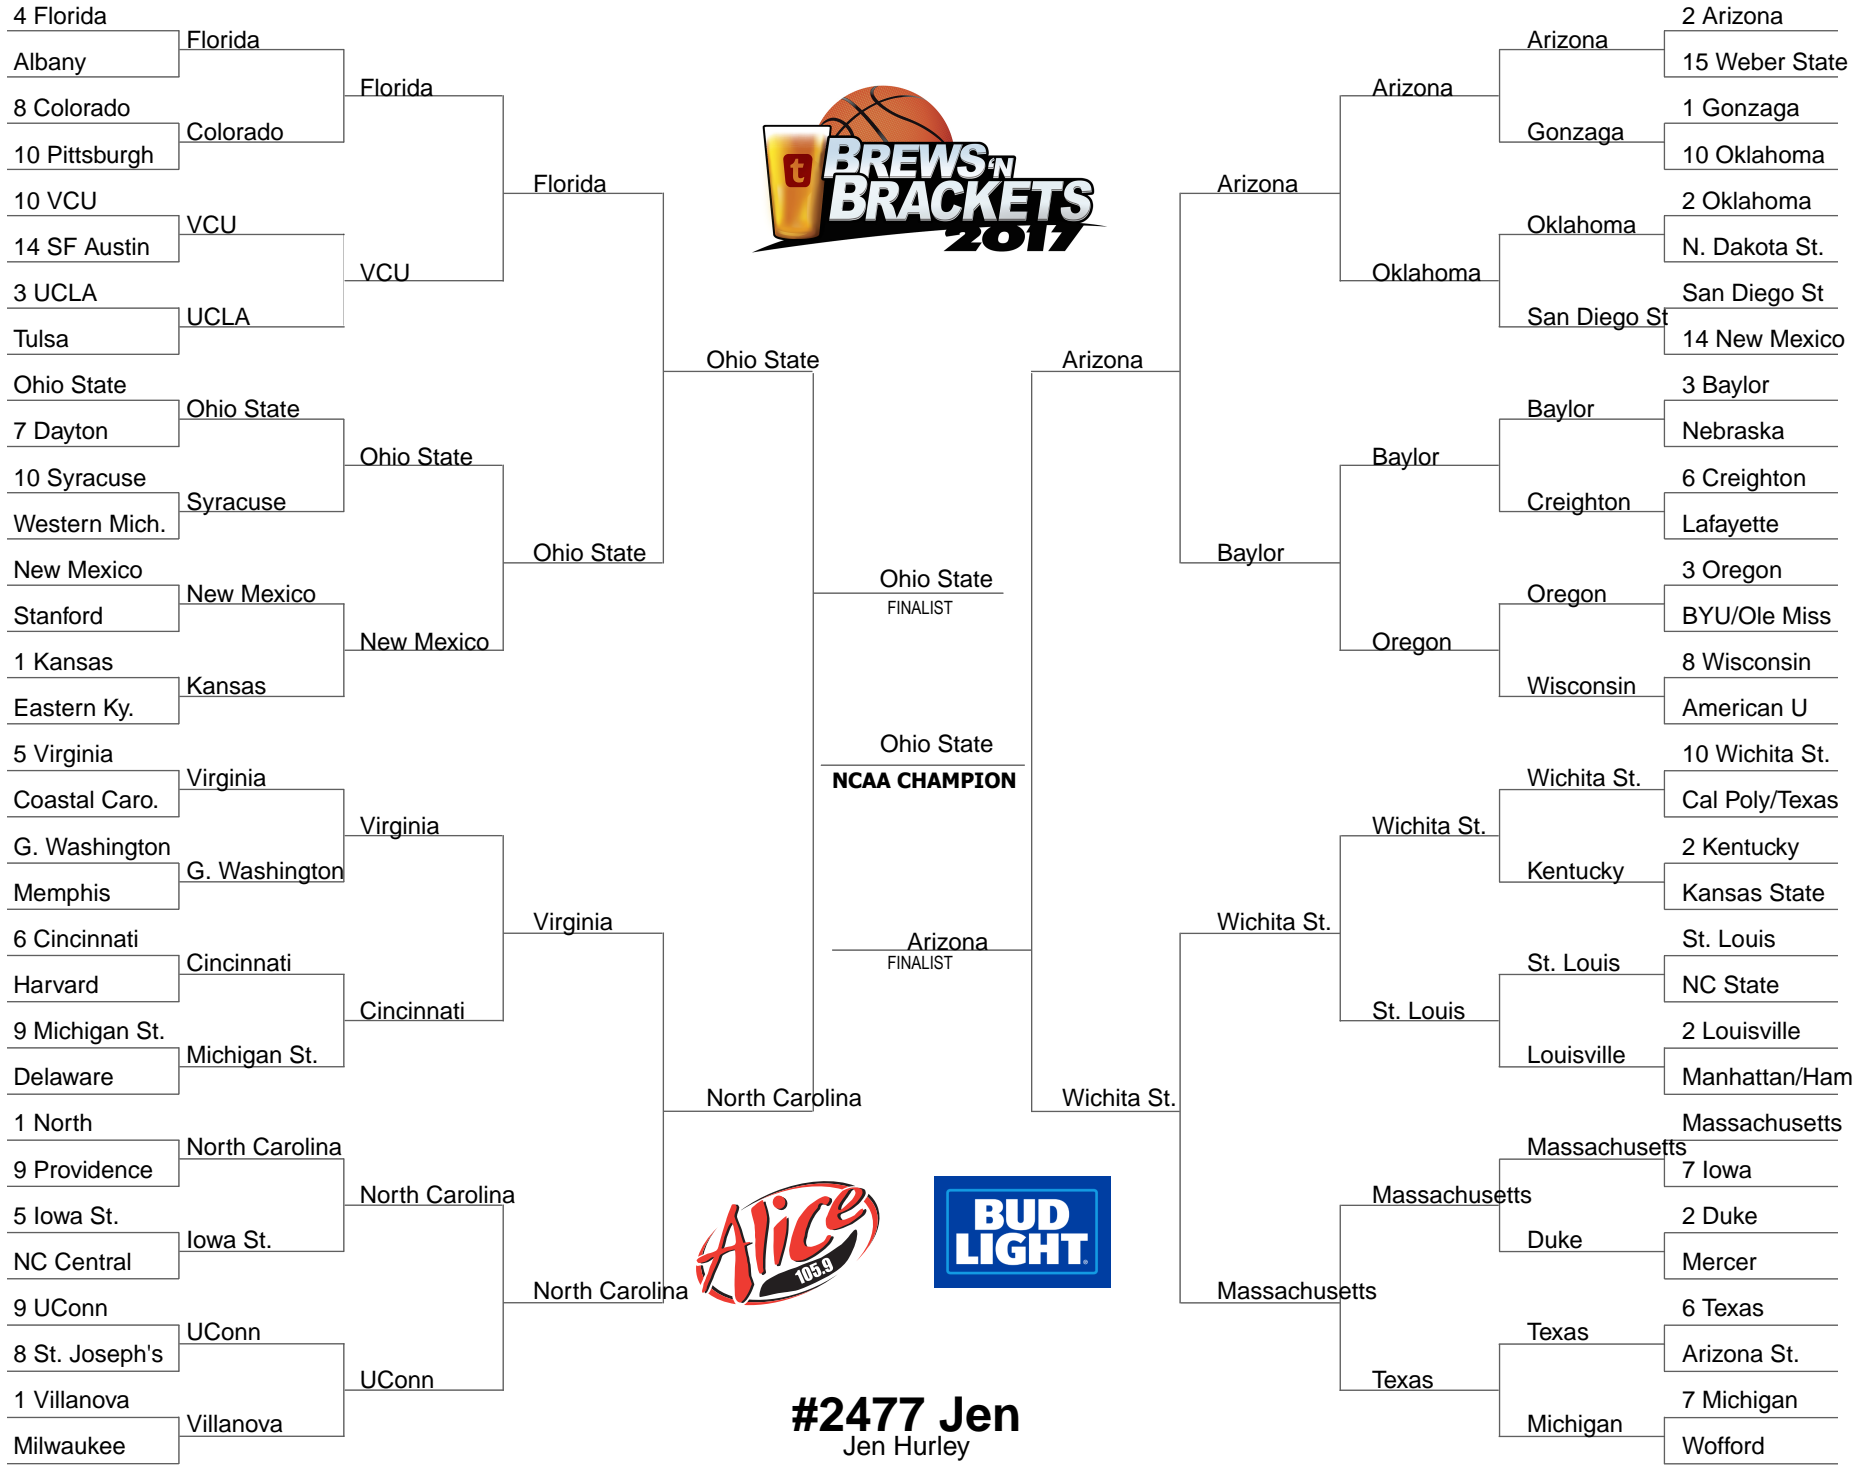 4 Florida
Albany
8 Colorado
10 Pittsburgh
10 VCU
14 SF Austin
3 UCLA
Tulsa
Ohio State
7 Dayton
10 Syracuse
Western Mich.
New Mexico
Stanford
1 Kansas
Eastern Ky.
5 Virginia
Coastal Caro.
G. Washington
Memphis
6 Cincinnati
Harvard
9 Michigan St.
Delaware
1 North
9 Providence
5 Iowa St.
NC Central
9 UConn
8 St. Joseph's
1 Villanova
Milwaukee
Florida
Colorado
VCU
UCLA
Ohio State
Syracuse
New Mexico
Kansas
Virginia
G. Washington
Cincinnati
Michigan St.
North Carolina
Iowa St.
UConn
Villanova
Florida
VCU
Ohio State
New Mexico
Virginia
Cincinnati
North Carolina
UConn
Florida
Ohio State
Virginia
North Carolina
Ohio State
North Carolina
t
BREWS 'N
BRACKETS
2017
Ohio State
FINALIST
Ohio State
NCAA CHAMPION
Arizona
FINALIST
Alice
105.9
BUD
LIGHT
#2477 Jen
Jen Hurley
Arizona
Wichita St.
Arizona
Baylor
Wichita St.
Massachusetts
Arizona
Oklahoma
Baylor
Oregon
Wichita St.
St. Louis
Massachusetts
Texas
Arizona
Gonzaga
Oklahoma
San Diego St
Baylor
Creighton
Oregon
Wisconsin
Wichita St.
Kentucky
St. Louis
Louisville
Massachusetts
Duke
Texas
Michigan
2 Arizona
15 Weber State
1 Gonzaga
10 Oklahoma
2 Oklahoma
N. Dakota St.
San Diego St
14 New Mexico
3 Baylor
Nebraska
6 Creighton
Lafayette
3 Oregon
BYU/Ole Miss
8 Wisconsin
American U
10 Wichita St.
Cal Poly/Texas
2 Kentucky
Kansas State
St. Louis
NC State
2 Louisville
Manhattan/Ham
Massachusetts
7 Iowa
2 Duke
Mercer
6 Texas
Arizona St.
7 Michigan
Wofford